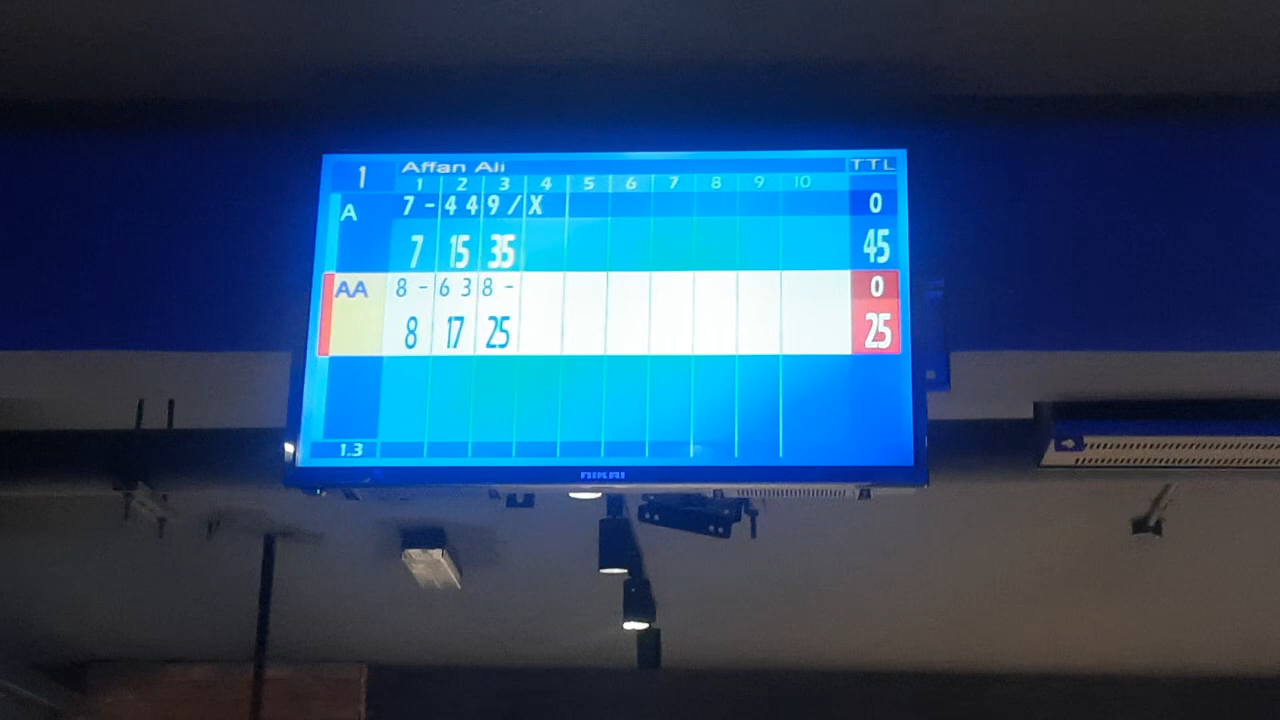 1 Affan Ali TTL
1 2 3 4 5 6 7 8 9 10
A 7 - 4 4 9 / X 0
7 15 35 45
AA 8 - 6 3 8 - 0
8 17 25 25
1.3
NIKAI